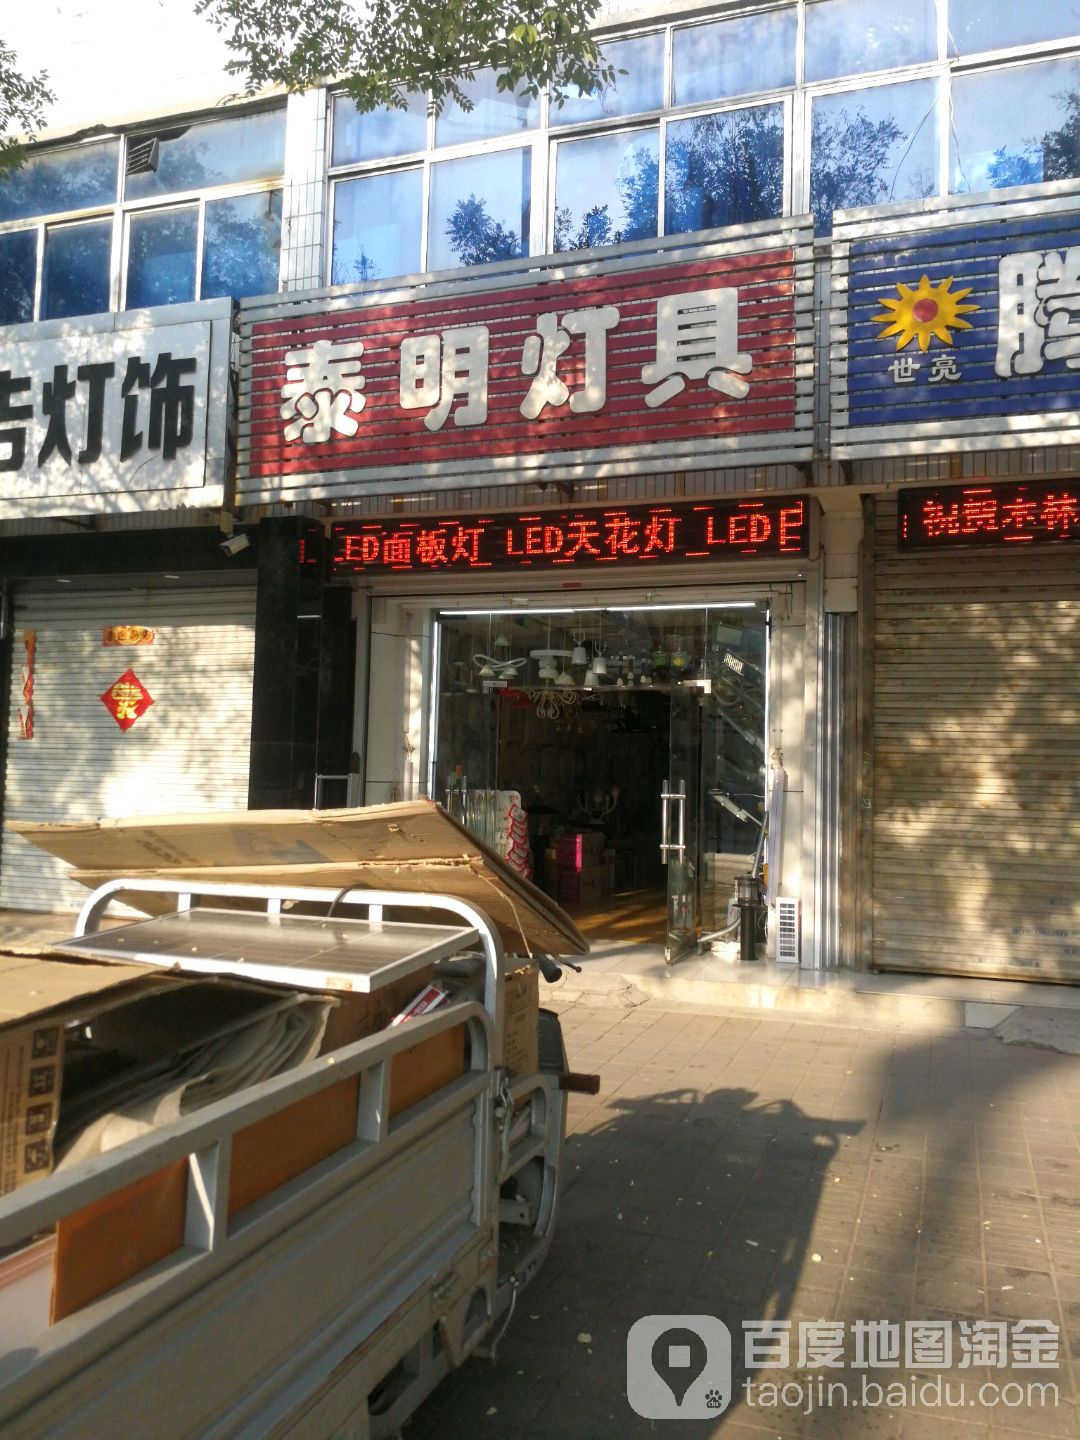 灯饰
泰明灯具
世亮
LED面板灯 LED天花灯 LED
百度地图淘金
taojin.baidu.com